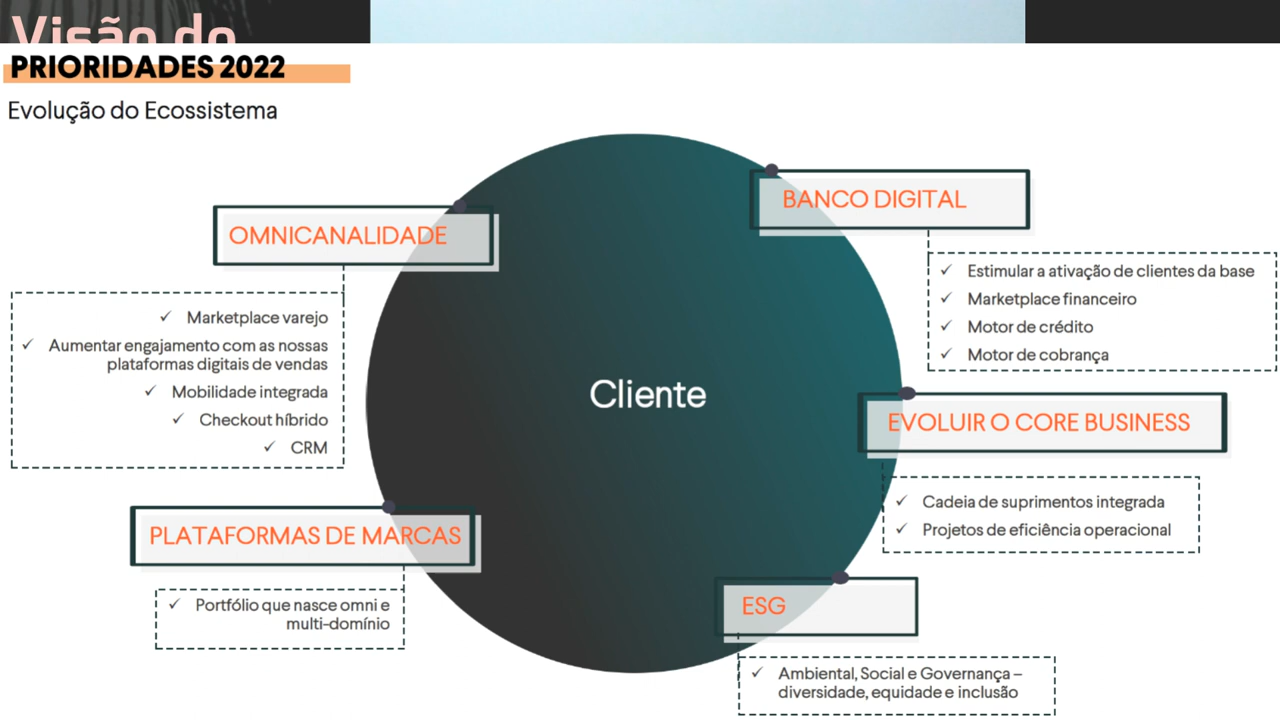 Visão do
PRIORIDADES 2022
Evolução do Ecossistema
OMNICANALIDADE
✓ Marketplace varejo
✓ Aumentar engajamento com as nossas
plataformas digitais de vendas
✓ Mobilidade integrada
✓ Checkout híbrido
✓ CRM
PLATAFORMAS DE MARCAS
✓ Portfólio que nasce omni e
multi-domínio
Cliente
BANCO DIGITAL
✓ Estimular a ativação de clientes da base
✓ Marketplace financeiro
✓ Motor de crédito
✓ Motor de cobrança
EVOLUIR O CORE BUSINESS
✓ Cadeia de suprimentos integrada
✓ Projetos de eficiência operacional
ESG
✓ Ambiental, Social e Governança –
diversidade, equidade e inclusão